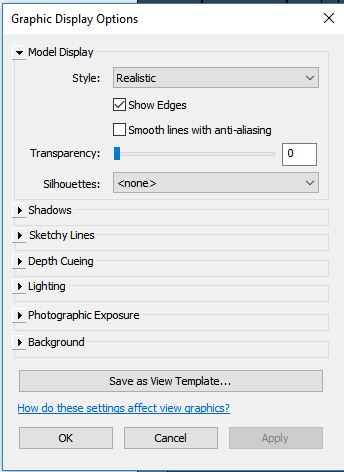 Graphic Display Options
Model Display
Style: Realistic
Show Edges
Smooth lines with anti-aliasing
Transparency: 0
Silhouettes: <none>
Shadows
Sketchy Lines
Depth Cueing
Lighting
Photographic Exposure
Background
Save as View Template...
How do these settings affect view graphics?
OK Cancel Apply